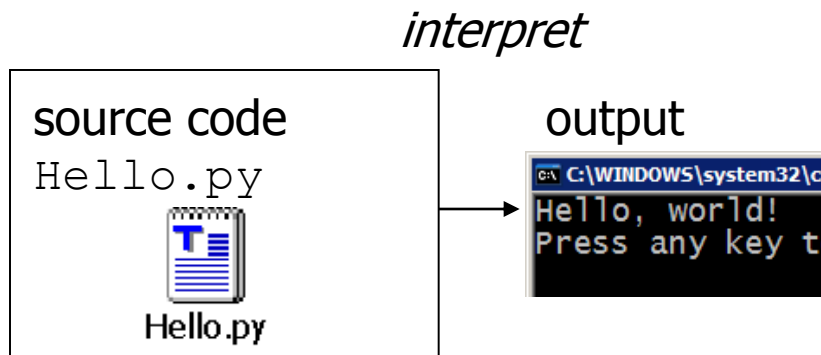 interpret
source code
Hello.py
Hello.py
output
C:\WINDOWS\system32\c
Hello, world!
Press any key t